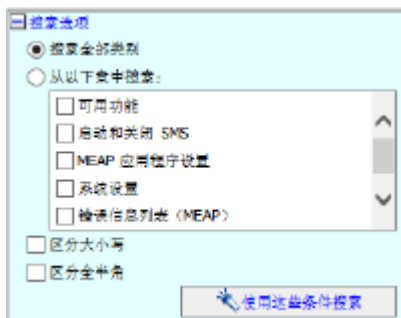 搜索选项
搜索全部类别
从以下章中搜索：
可用功能
启动和关闭 SMS
MEAP 应用程序设置
系统设置
错误信息列表（MEAP）
区分大小写
区分全半角
使用这些条件搜索